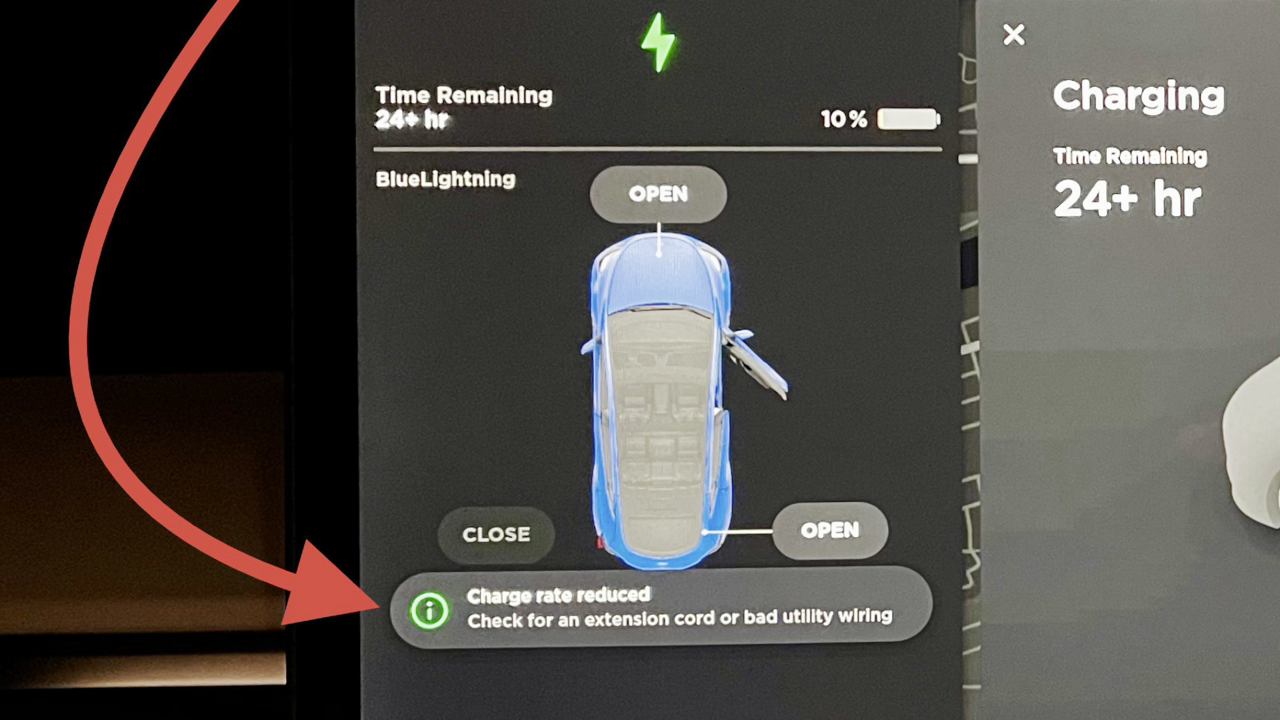 Time Remaining
24+ hr
10%
BlueLightning
OPEN
CLOSE
OPEN
Charge rate reduced
Check for an extension cord or bad utility wiring
Charging
Time Remaining
24+ hr